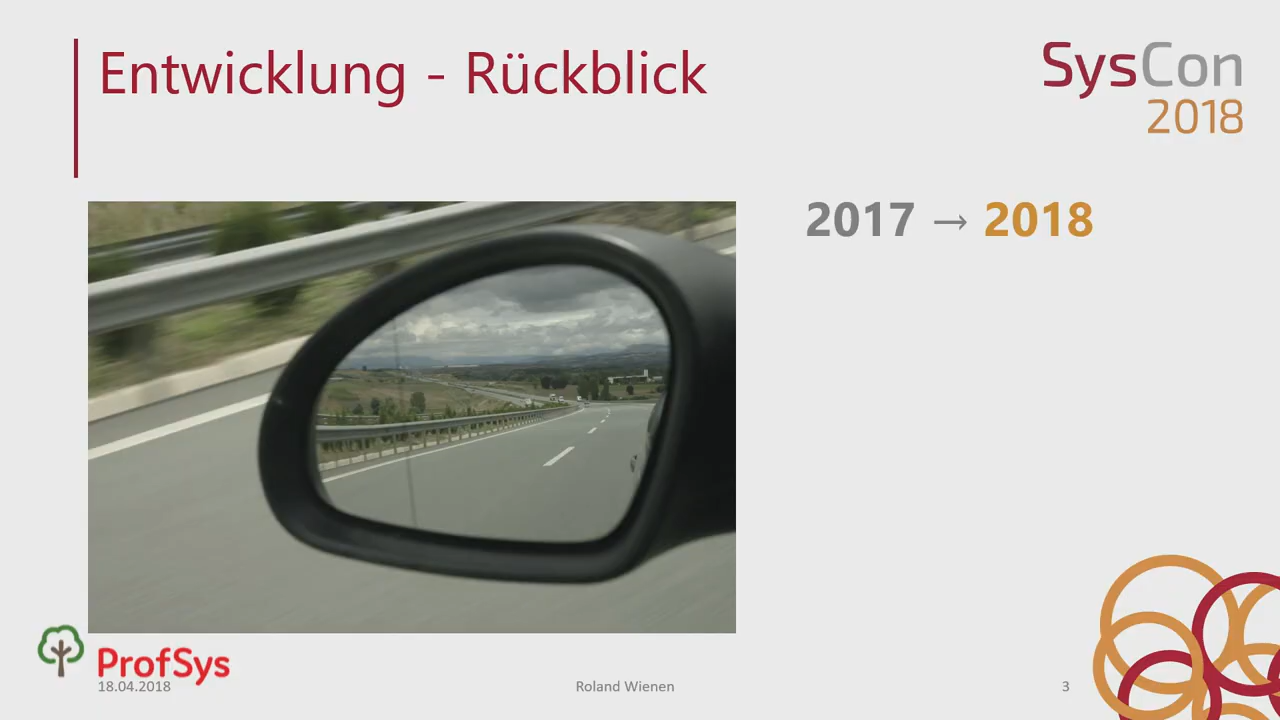 Entwicklung - Rückblick
SysCon
2018
2017 → 2018
ProfSys
18.04.2018
Roland Wienen
3